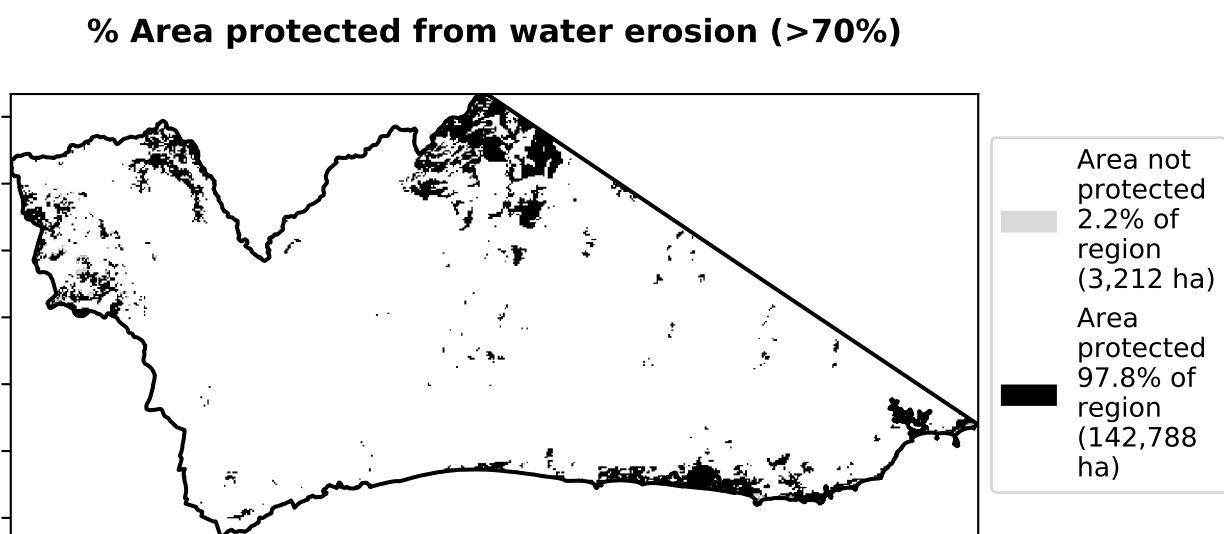 % Area protected from water erosion (>70%)
Area not
protected
2.2% of
region
(3,212 ha)
Area
protected
97.8% of
region
(142,788
ha)